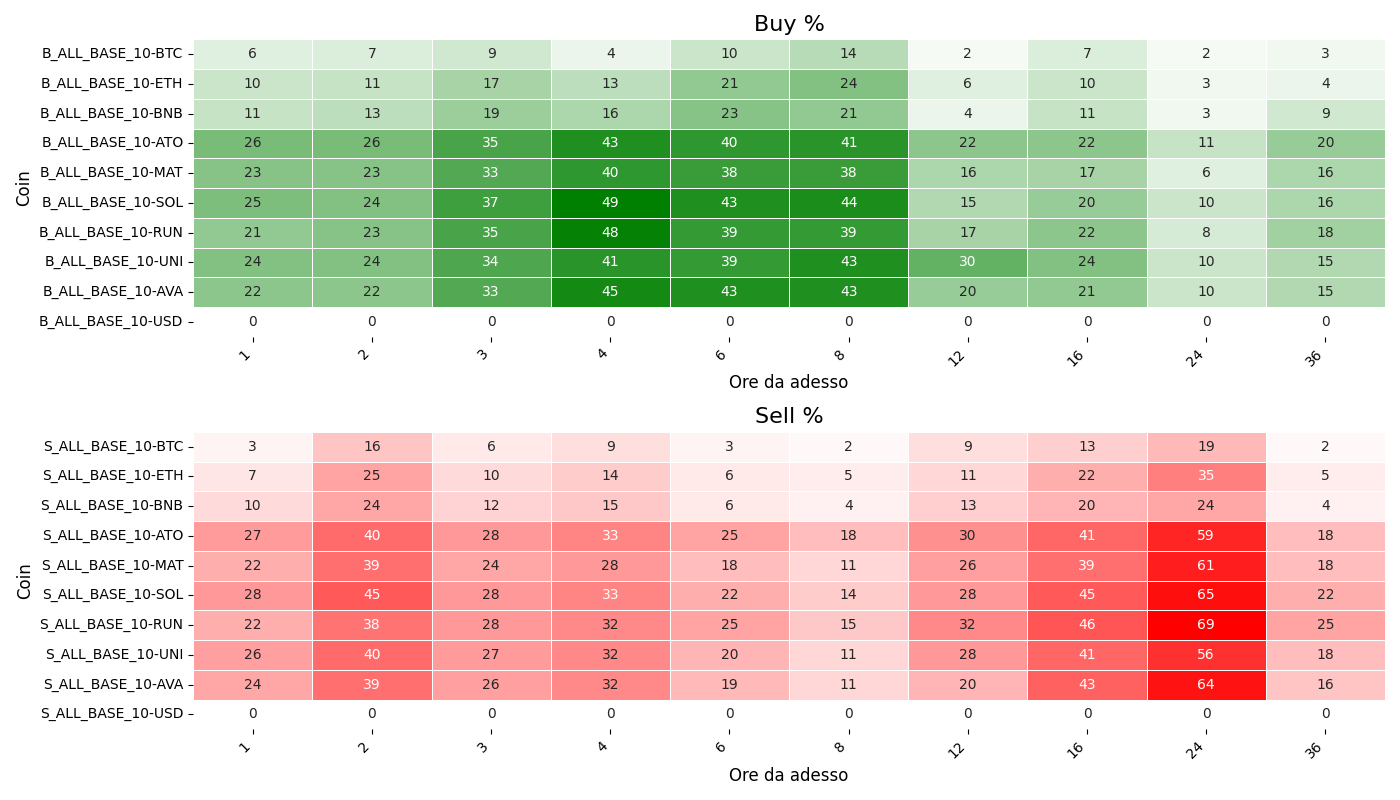 Buy %
Coin
B_ALL_BASE_10-BTC 6 7 9 4 10 14 2 7 2 3
B_ALL_BASE_10-ETH 10 11 17 13 21 24 6 10 3 4
B_ALL_BASE_10-BNB 11 13 19 16 23 21 4 11 3 9
B_ALL_BASE_10-ATO 26 26 35 43 40 41 22 22 11 20
B_ALL_BASE_10-MAT 23 23 33 40 38 38 16 17 6 16
B_ALL_BASE_10-SOL 25 24 37 49 43 44 15 20 10 16
B_ALL_BASE_10-RUN 21 23 35 48 39 39 17 22 8 18
B_ALL_BASE_10-UNI 24 24 34 41 39 43 30 24 10 15
B_ALL_BASE_10-AVA 22 22 33 45 43 43 20 21 10 15
B_ALL_BASE_10-USD 0 0 0 0 0 0 0 0 0 0
1 2 3 4 6 8 12 16 24 36
Ore da adesso
Sell %
Coin
S_ALL_BASE_10-BTC 3 16 6 9 3 2 9 13 19 2
S_ALL_BASE_10-ETH 7 25 10 14 6 5 11 22 35 5
S_ALL_BASE_10-BNB 10 24 12 15 6 4 13 20 24 4
S_ALL_BASE_10-ATO 27 40 28 33 25 18 30 41 59 18
S_ALL_BASE_10-MAT 22 39 24 28 18 11 26 39 61 18
S_ALL_BASE_10-SOL 28 45 28 33 22 14 28 45 65 22
S_ALL_BASE_10-RUN 22 38 28 32 25 15 32 46 69 25
S_ALL_BASE_10-UNI 26 40 27 32 20 11 28 41 56 18
S_ALL_BASE_10-AVA 24 39 26 32 19 11 20 43 64 16
S_ALL_BASE_10-USD 0 0 0 0 0 0 0 0 0 0
1 2 3 4 6 8 12 16 24 36
Ore da adesso